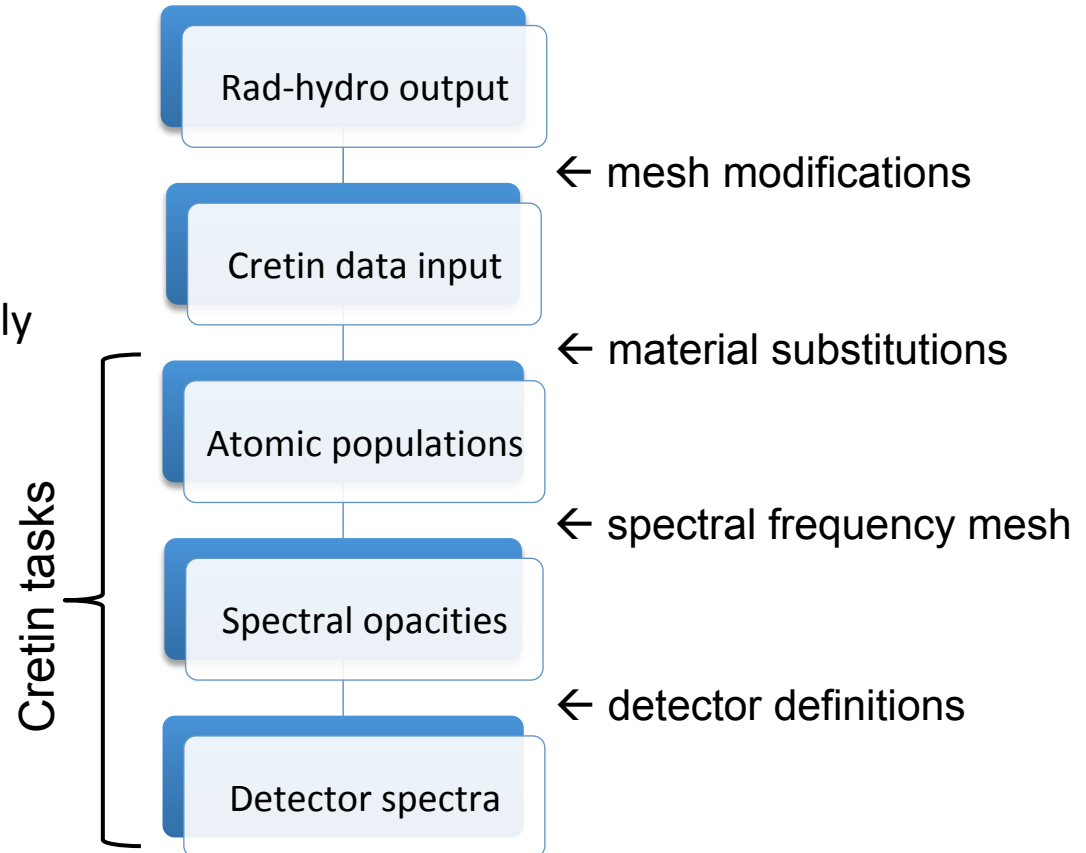 Rad-hydro output
← mesh modifications
Cretin data input
ly
← material substitutions
Atomic populations
← spectral frequency mesh
Cretin tasks
Spectral opacities
← detector definitions
Detector spectra